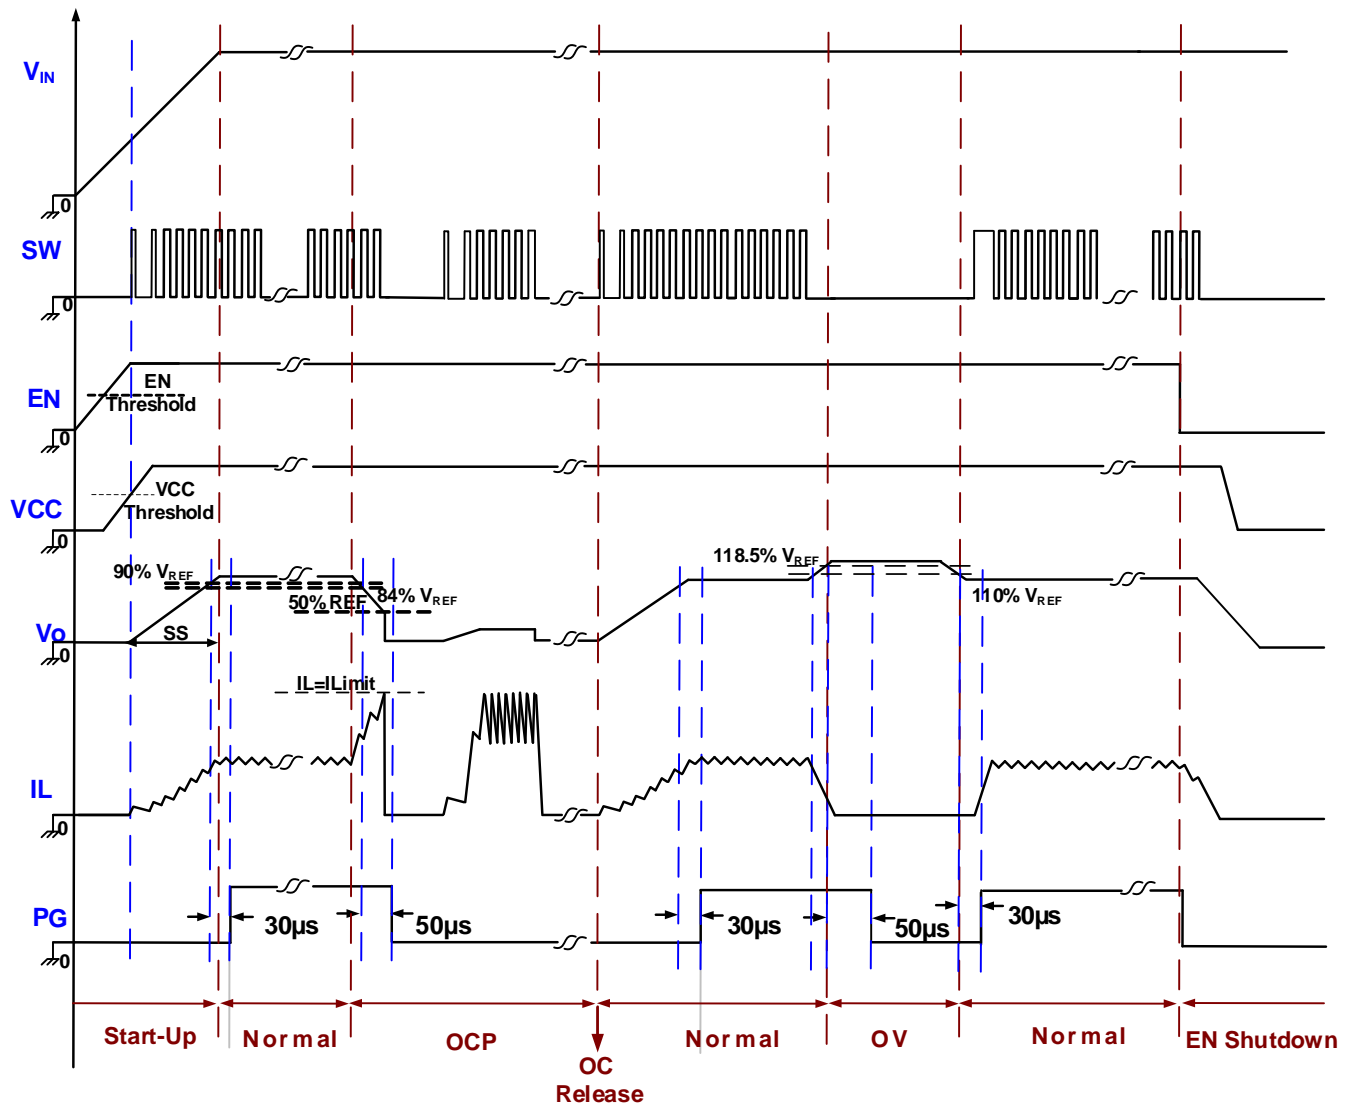 VIN
0
SW
0
EN
EN
Threshold
0
VCC
VCC
Threshold
0
90% VREF
118.5% VREF
50% REF
84% VREF
110% VREF
Vo
SS
0
IL=ILimit
IL
0
PG
30µs
50µs
30µs
50µs
30µs
0
Start-Up
Normal
OCP
Normal
OV
Normal
EN Shutdown
OC
Release